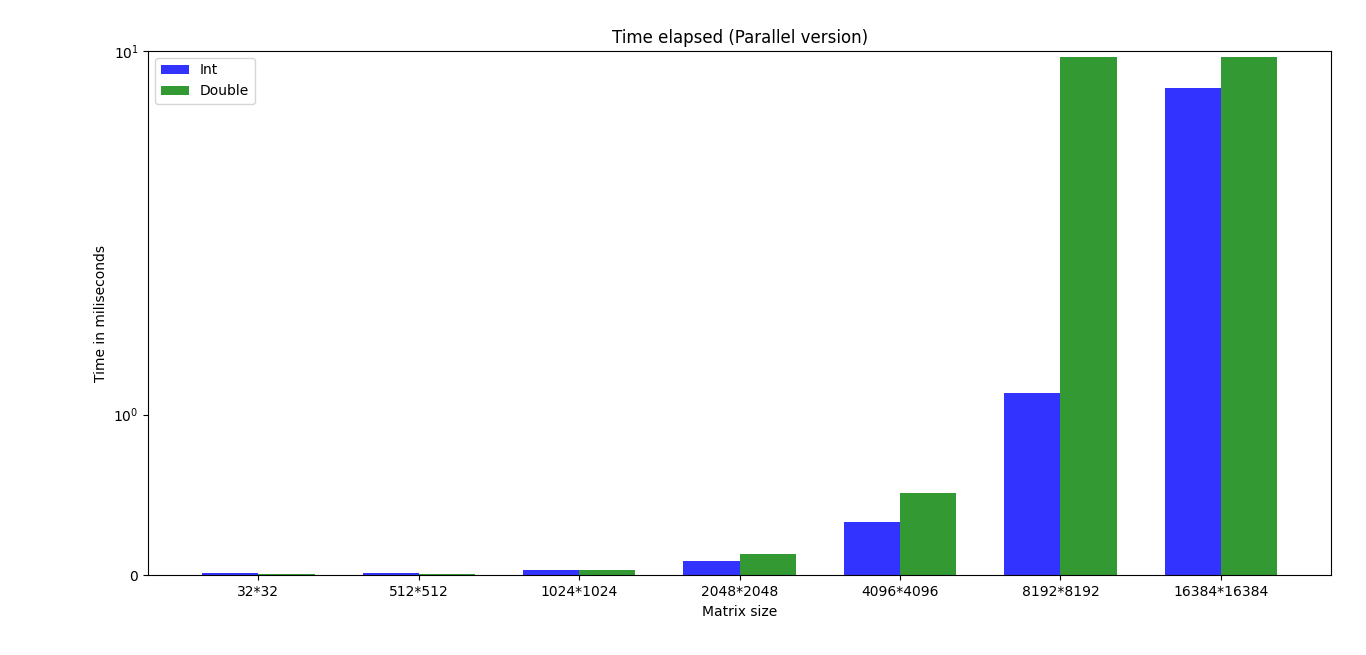 Time elapsed (Parallel version)
10¹
Int
Double
Time in miliseconds
10⁰
0
32*32 512*512 1024*1024 2048*2048 4096*4096 8192*8192 16384*16384
Matrix size